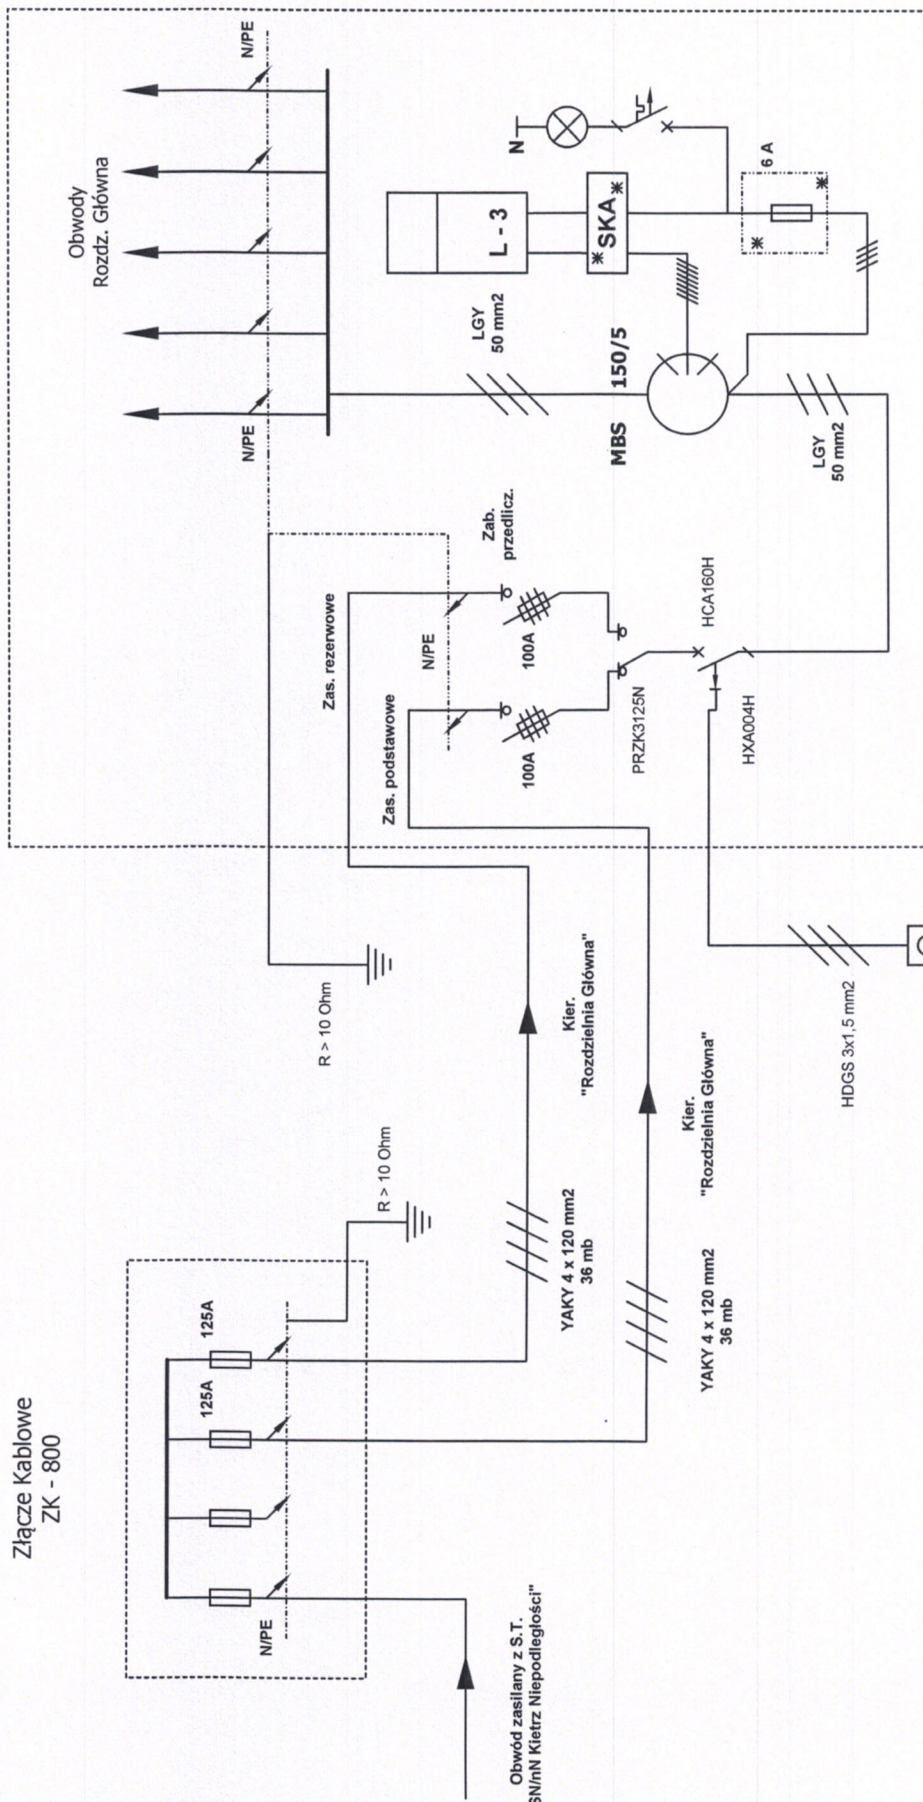 Obwody
Rozdz. Główna
N/PE
N/PE
N
L - 3
SKA
6 A
LGY
50 mm2
MBS 150/5
LGY
50 mm2
Zab.
przedlicz.
Zas. rezerwowe
N/PE
100A
HCA160H
Zas. podstawowe
100A
PRZK3125N
HXA004H
R > 10 Ohm
Kier.
"Rozdzielnia Główna"
HDGS 3x1,5 mm2
Kier.
"Rozdzielnia Główna"
R > 10 Ohm
YAKY 4 x 120 mm2
36 mb
YAKY 4 x 120 mm2
36 mb
125A
125A
Złącze Kablowe
ZK - 800
N/PE
Obwód zasilany z S.T.
SN/nN Kietrz Niepodległości"